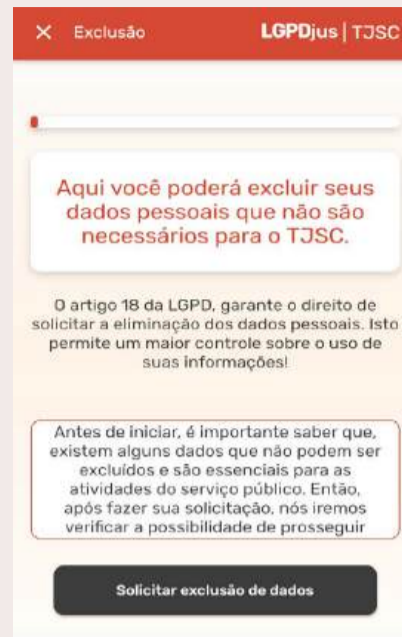 Exclusão LGPDjus | TJSC
Aqui você poderá excluir seus
dados pessoais que não são
necessários para o TJSC.
O artigo 18 da LGPD, garante o direito de
solicitar a eliminação dos dados pessoais. Isto
permite um maior controle sobre o uso de
suas informações!
Antes de iniciar, é importante saber que,
existem alguns dados que não podem ser
excluídos e são essenciais para as
atividades do serviço público. Então,
após fazer sua solicitação, nós iremos
verificar a possibilidade de prosseguir
Solicitar exclusão de dados